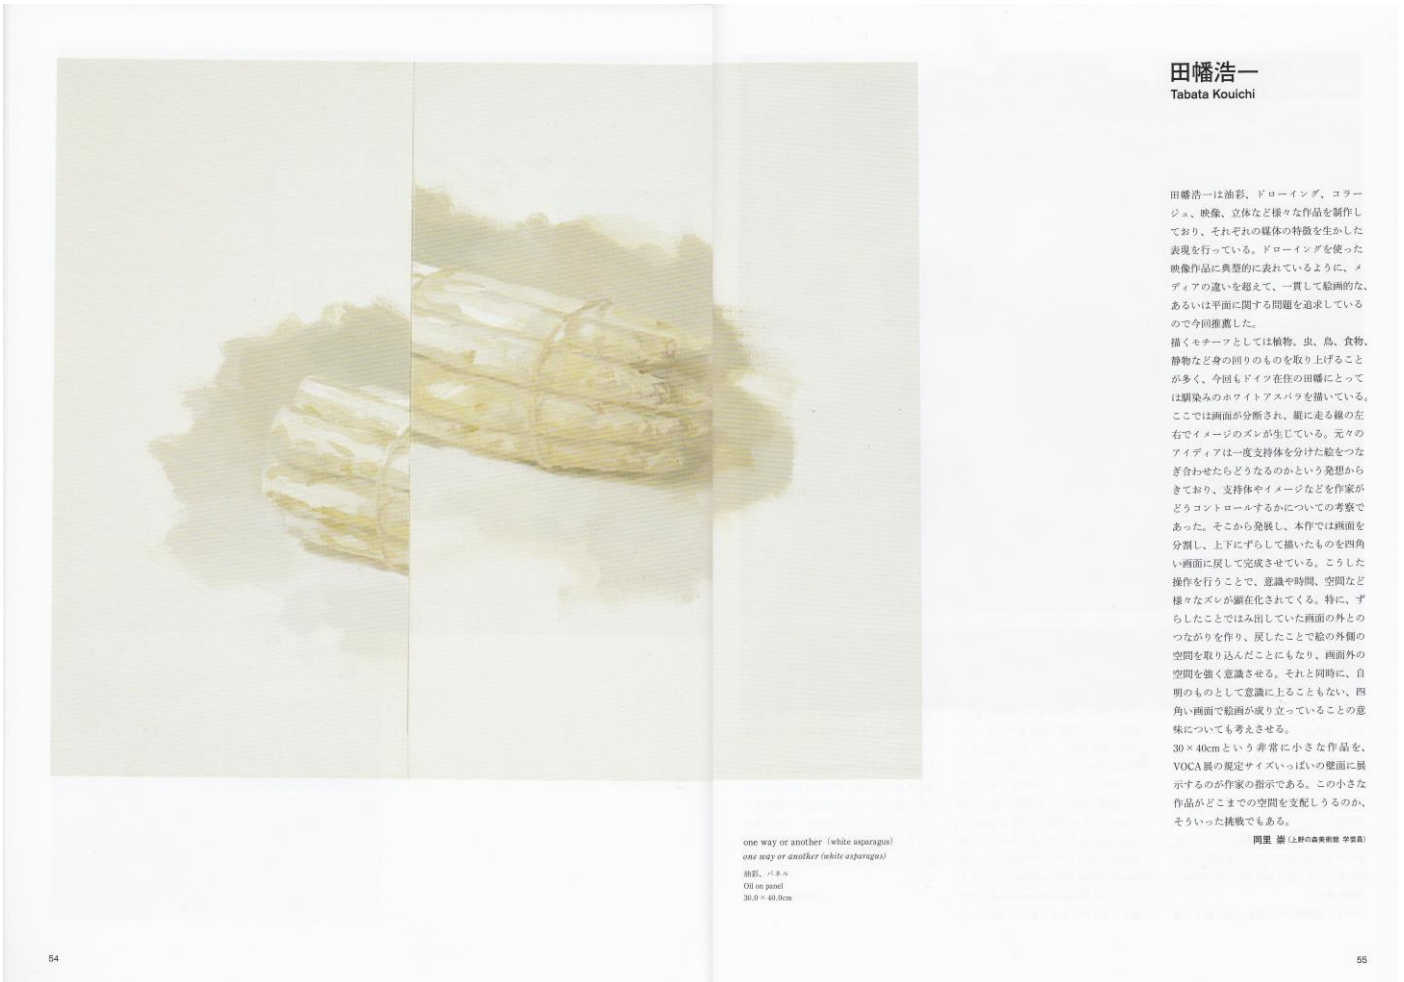 田幡浩一
Tabata Kouichi
田幡浩一は油彩、ドローイング、コラー
ジュ、映像、立体など様々な作品を制作し
ており、それぞれの媒体の特徴を生かした
表現を行っている。ドローイングを使った
映像作品に典型的に表れているように、メ
ディアの違いを超えて、一貫して絵画的な、
あるいは平面に関する問題を追求している
ので今回推薦した。
描くモチーフとしては植物、虫、鳥、食物、
静物など身の回りのものを取り上げること
が多く、今回もドイツ在住の田幡にとって
は馴染みのホワイトアスパラを描いている。
ここでは画面が分断され、縦に走る線の左
右でイメージのズレが生じている。元々の
アイディアは一度支持体を分けた絵をつな
ぎ合わせたらどうなるのかという発想から
きており、支持体やイメージなどを作家が
どうコントロールするかについての考察で
あった。そこから発展し、本作では画面を
分割し、上下にずらして描いたものを四角
い画面に戻して完成させている。こうした
操作を行うことで、意識や時間、空間など
様々なズレが顕在化されてくる。特に、ず
らしたことではみ出していた画面の外との
つながりを作り、戻したことで絵の外側の
空間を取り込んだことにもなり、画面外の
空間を強く意識させる。それと同時に、自
明のものとして意識に上ることもない、四
角い画面で絵画が成り立っていることの意
味についても考えさせる。
30×40cmという非常に小さな作品を、
VOCA展の規定サイズいっぱいの壁面に展
示するのが作家の指示である。この小さな
作品がどこまでの空間を支配しうるのか、
そういった挑戦でもある。
岡里 崇（上野の森美術館 学芸員）
one way or another（white asparagus）
one way or another (white asparagus)
油彩、パネル
Oil on panel
30.0×40.0cm
54
55